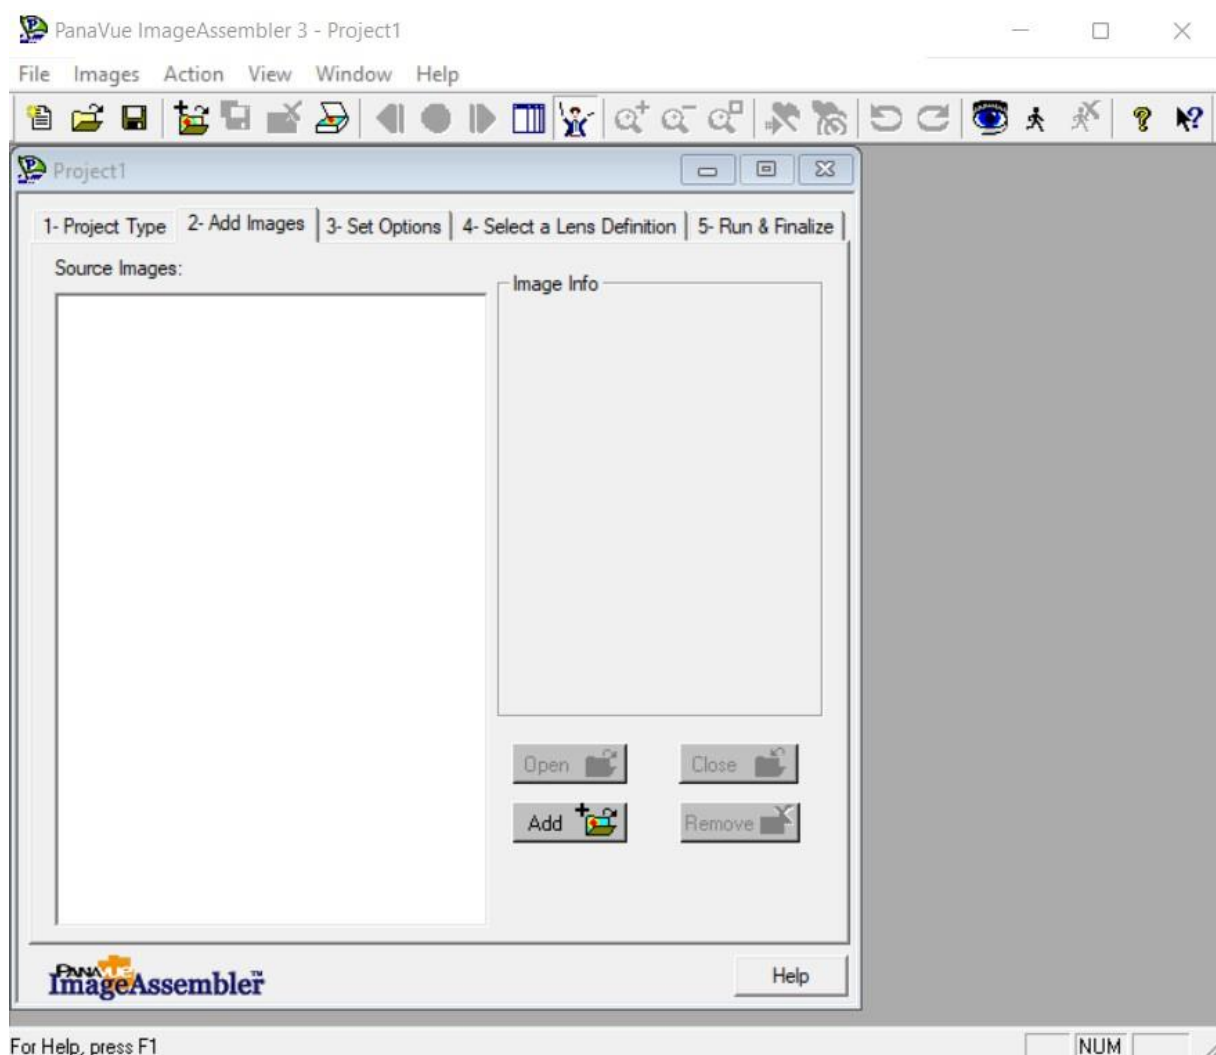 PanaVue ImageAssembler 3 - Project1
File Images Action View Window Help
Project1
1- Project Type 2- Add Images 3- Set Options 4- Select a Lens Definition 5- Run & Finalize
Source Images:
Image Info
Open Close
Add Remove
PANAVUE
ImageAssembler™
Help
For Help, press F1
NUM